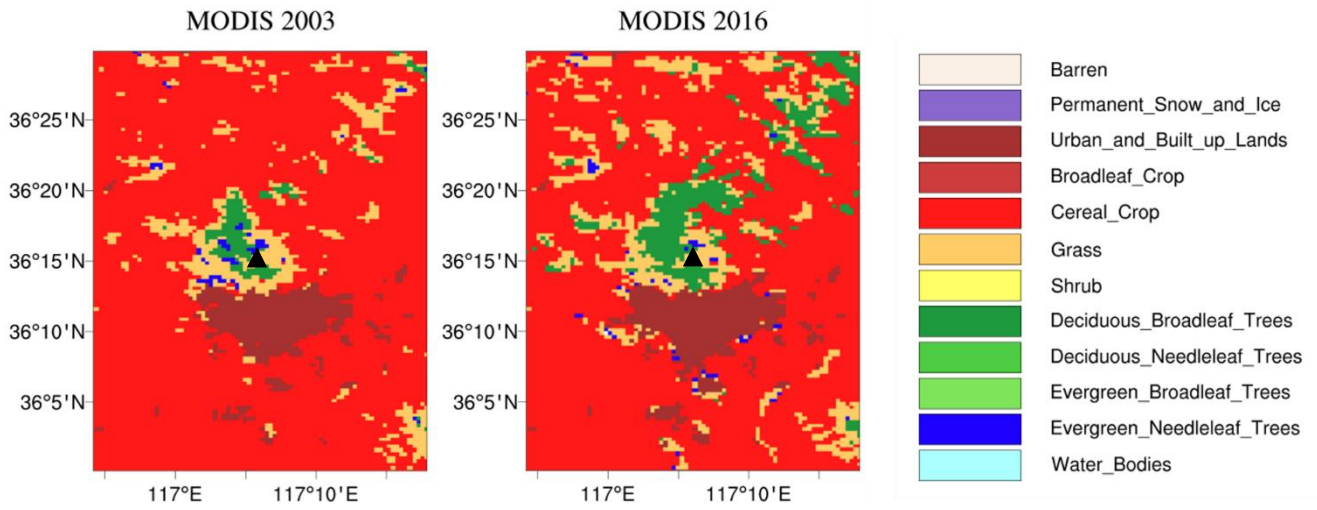 MODIS 2003
MODIS 2016
36°25'N
36°20'N
36°15'N
36°10'N
36°5'N
117°E
117°10'E
36°25'N
36°20'N
36°15'N
36°10'N
36°5'N
117°E
117°10'E
Barren
Permanent_Snow_and_Ice
Urban_and_Built_up_Lands
Broadleaf_Crop
Cereal_Crop
Grass
Shrub
Deciduous_Broadleaf_Trees
Deciduous_Needleleaf_Trees
Evergreen_Broadleaf_Trees
Evergreen_Needleleaf_Trees
Water_Bodies